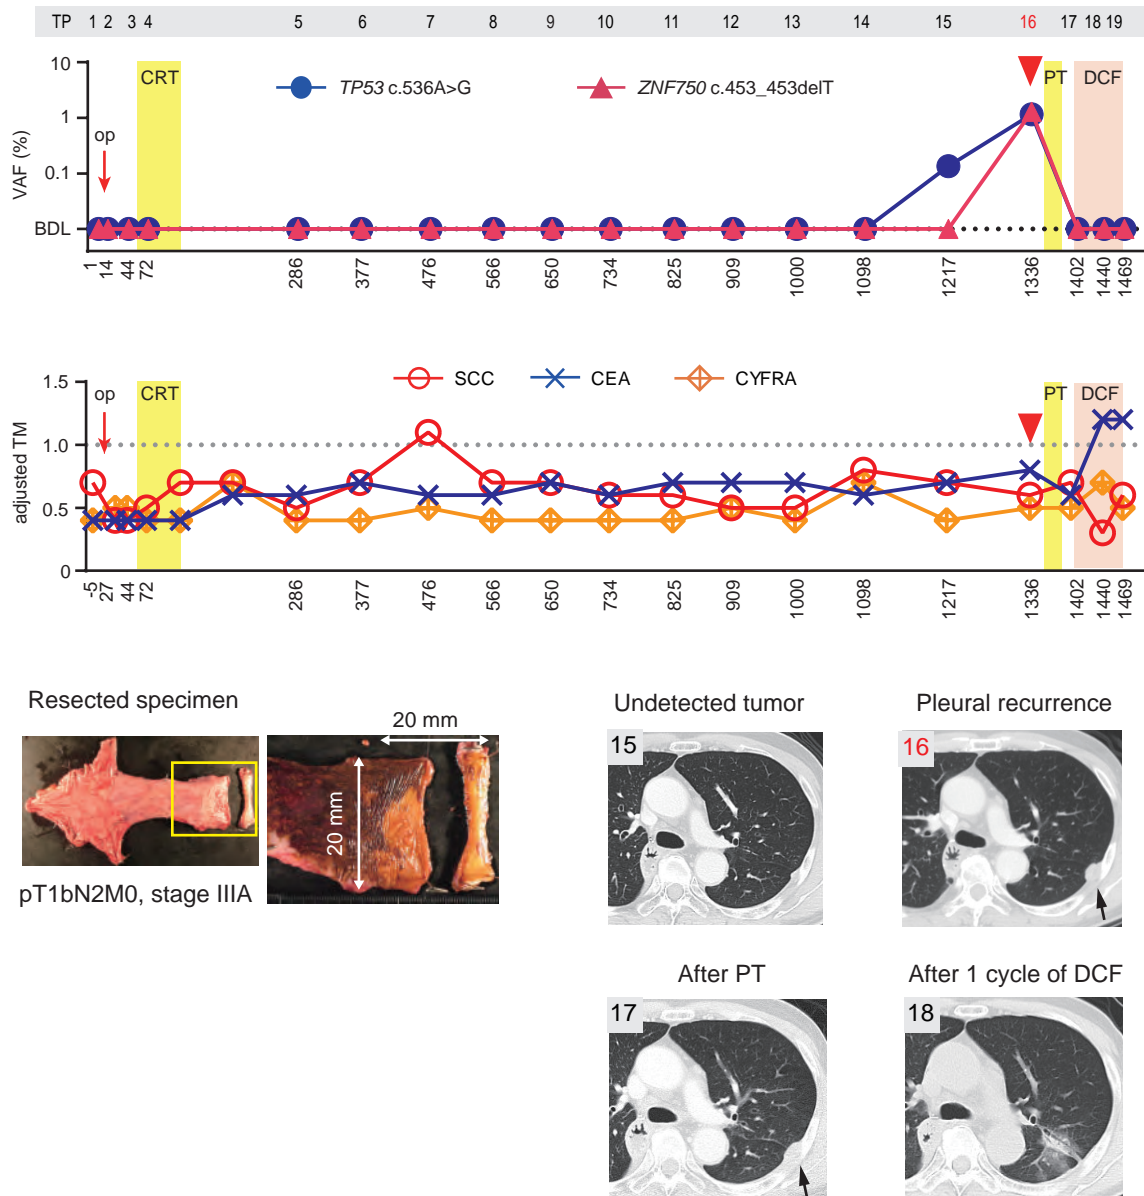 TP 1 2 3 4 5 6 7 8 9 10 11 12 13 14 15 16 17 18 19
10 CRT TP53 c.536A>G ZNF750 c.453_453delT PT DCF
1
op
VAF (%)
0.1
BDL
1 14 44 72 286 377 476 566 650 734 825 909 1000 1098 1217 1336 1402 1440 1469
1.5 op CRT SCC CEA CYFRA PT DCF
1.0
adjusted TM
0.5
0
-5 27 44 72 286 377 476 566 650 734 825 909 1000 1098 1217 1336 1402 1440 1469
Resected specimen
20 mm
20 mm
pT1bN2M0, stage IIIA
Undetected tumor
15
Pleural recurrence
16
After PT
17
After 1 cycle of DCF
18